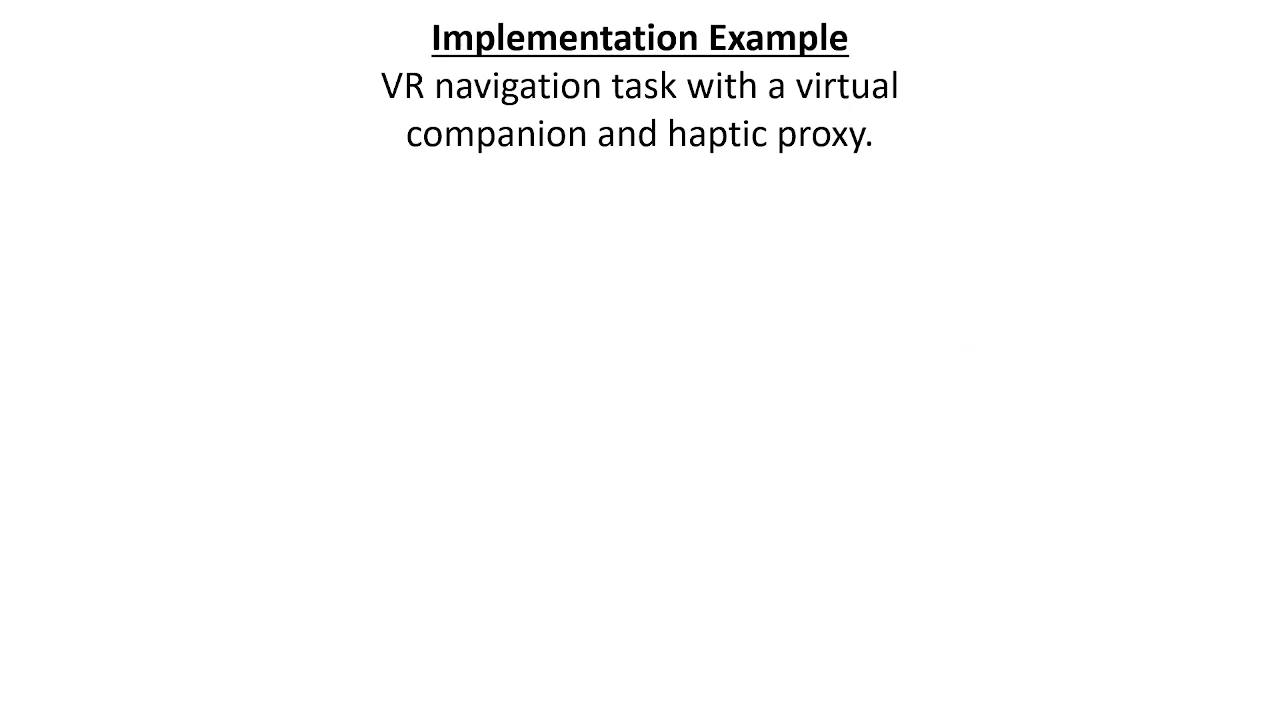 Implementation Example
VR navigation task with a virtual
companion and haptic proxy.